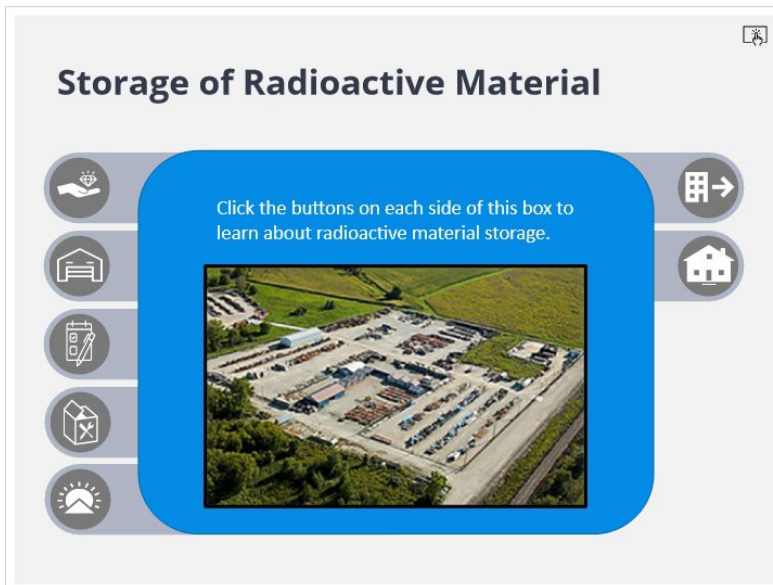 Storage of Radioactive Material
Click the buttons on each side of this box to
learn about radioactive material storage.